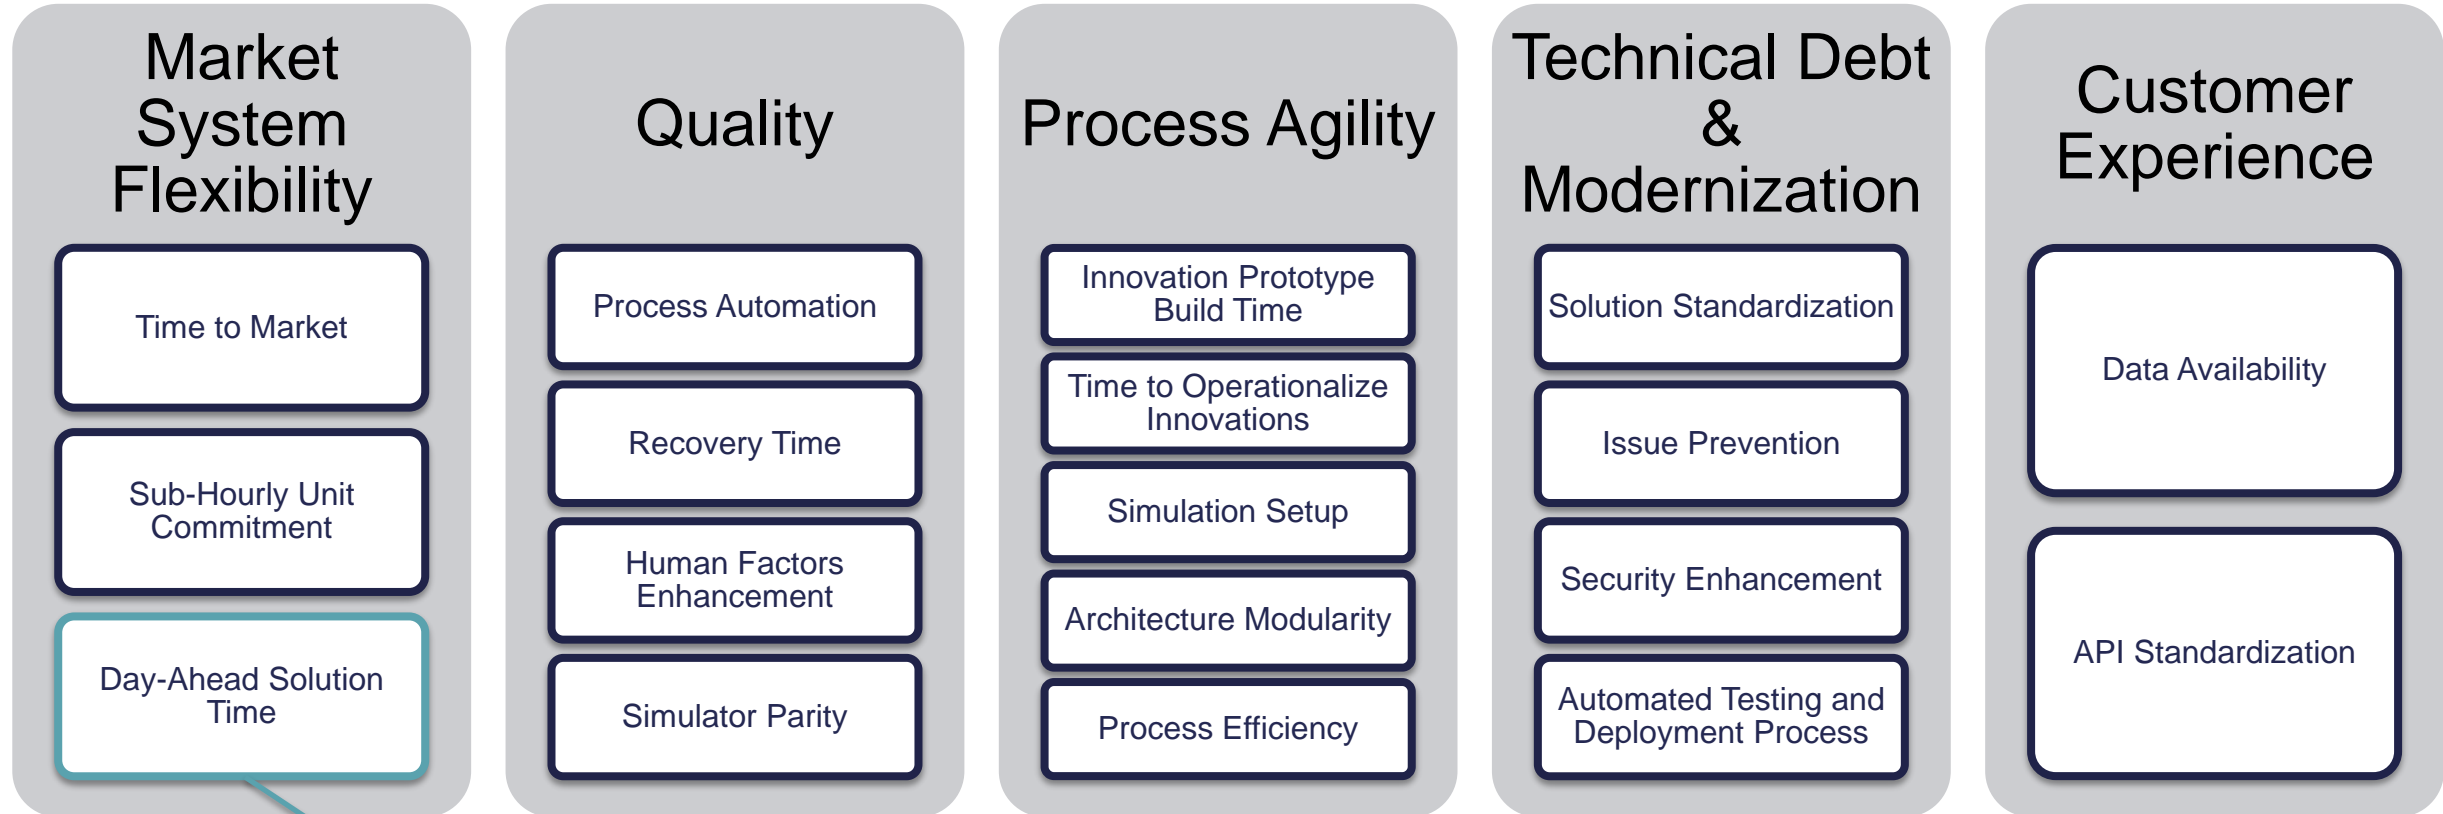 Market
System
Flexibility
Time to Market
Sub-Hourly Unit
Commitment
Day-Ahead Solution
Time
Quality
Process Automation
Recovery Time
Human Factors
Enhancement
Simulator Parity
Process Agility
Innovation Prototype
Build Time
Time to Operationalize
Innovations
Simulation Setup
Architecture Modularity
Process Efficiency
Technical Debt
&
Modernization
Solution Standardization
Issue Prevention
Security Enhancement
Automated Testing and
Deployment Process
Customer
Experience
Data Availability
API Standardization